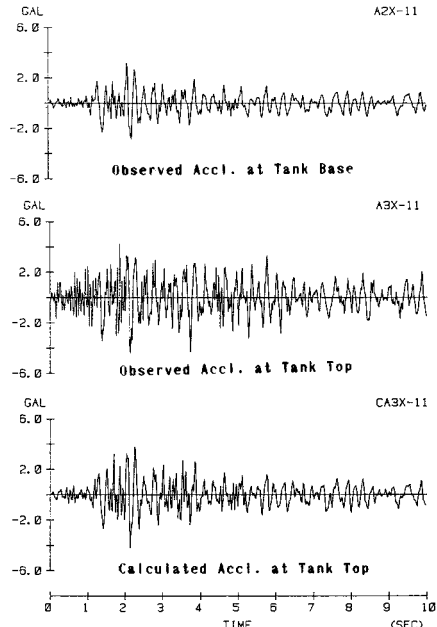 GAL A2X-11
2.0
-2.0
-6.0
Observed Accl. at Tank Base
GAL A3X-11
6.0
2.0
-2.0
-6.0
Observed Accl. at Tank Top
GAL CA3X-11
6.0
2.0
-2.0
-6.0
Calculated Accl. at Tank Top
0 1 2 3 4 5 6 7 8 9 10
TIME (SEC)